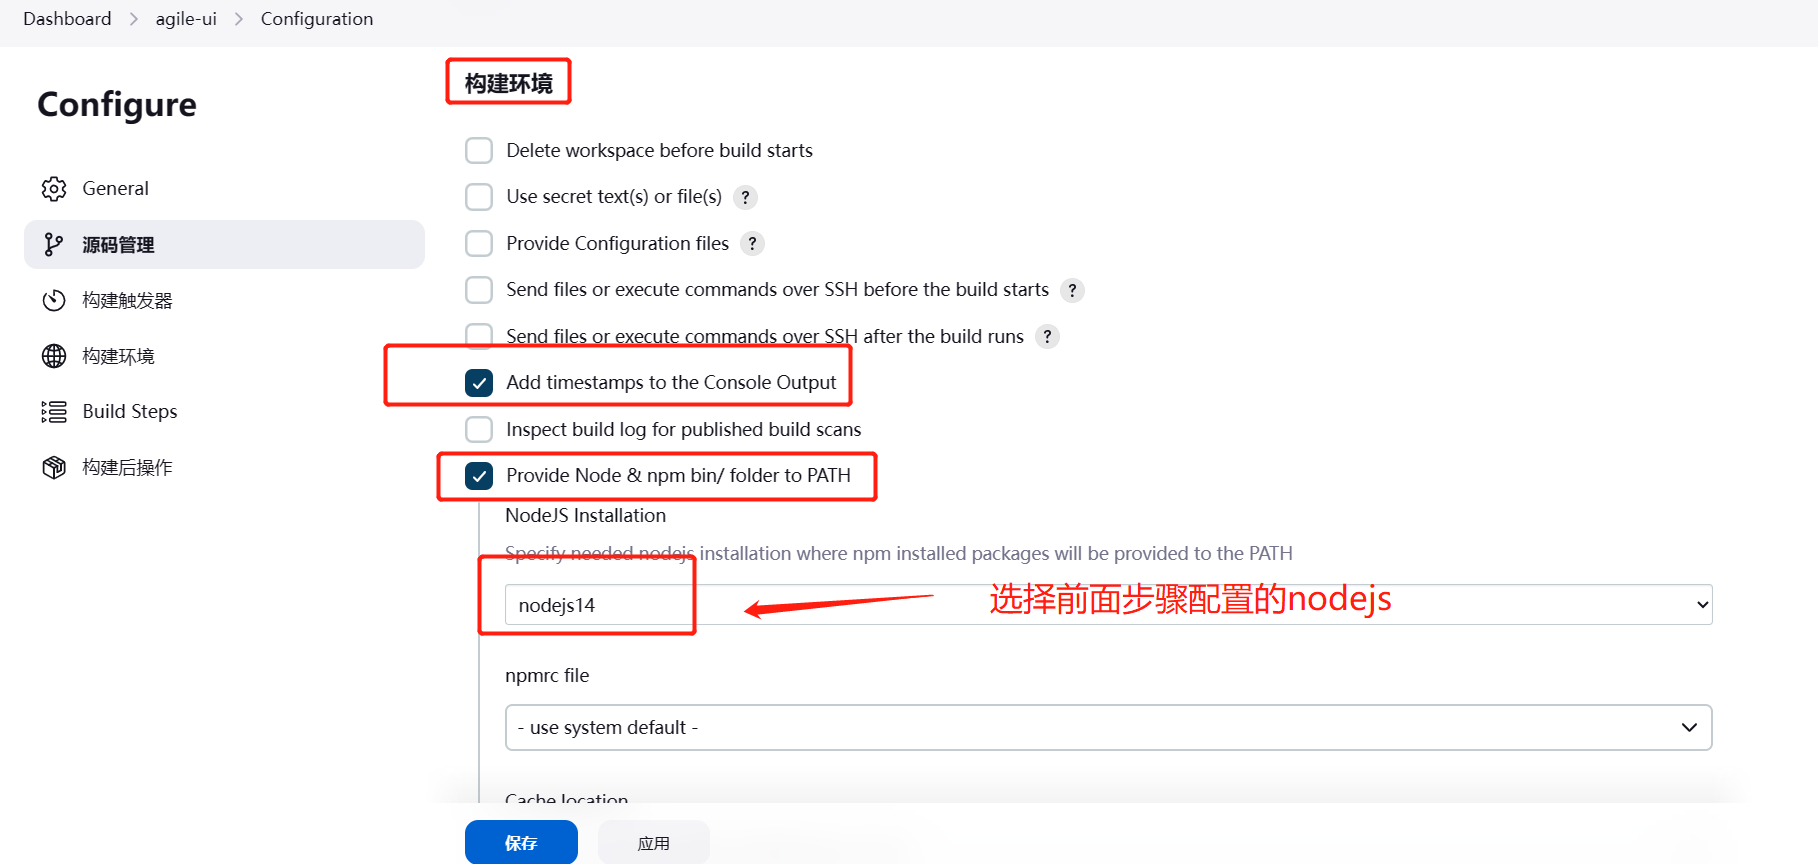 Dashboard > agile-ui > Configuration
Configure
General
源码管理
构建触发器
构建环境
Build Steps
构建后操作
构建环境
Delete workspace before build starts
Use secret text(s) or file(s) ?
Provide Configuration files ?
Send files or execute commands over SSH before the build starts ?
Send files or execute commands over SSH after the build runs ?
Add timestamps to the Console Output
Inspect build log for published build scans
Provide Node & npm bin/ folder to PATH
NodeJS Installation
Specify needed nodejs installation where npm installed packages will be provided to the PATH
nodejs14
选择前面步骤配置的nodejs
npmrc file
- use system default -
Cache location
保存
应用